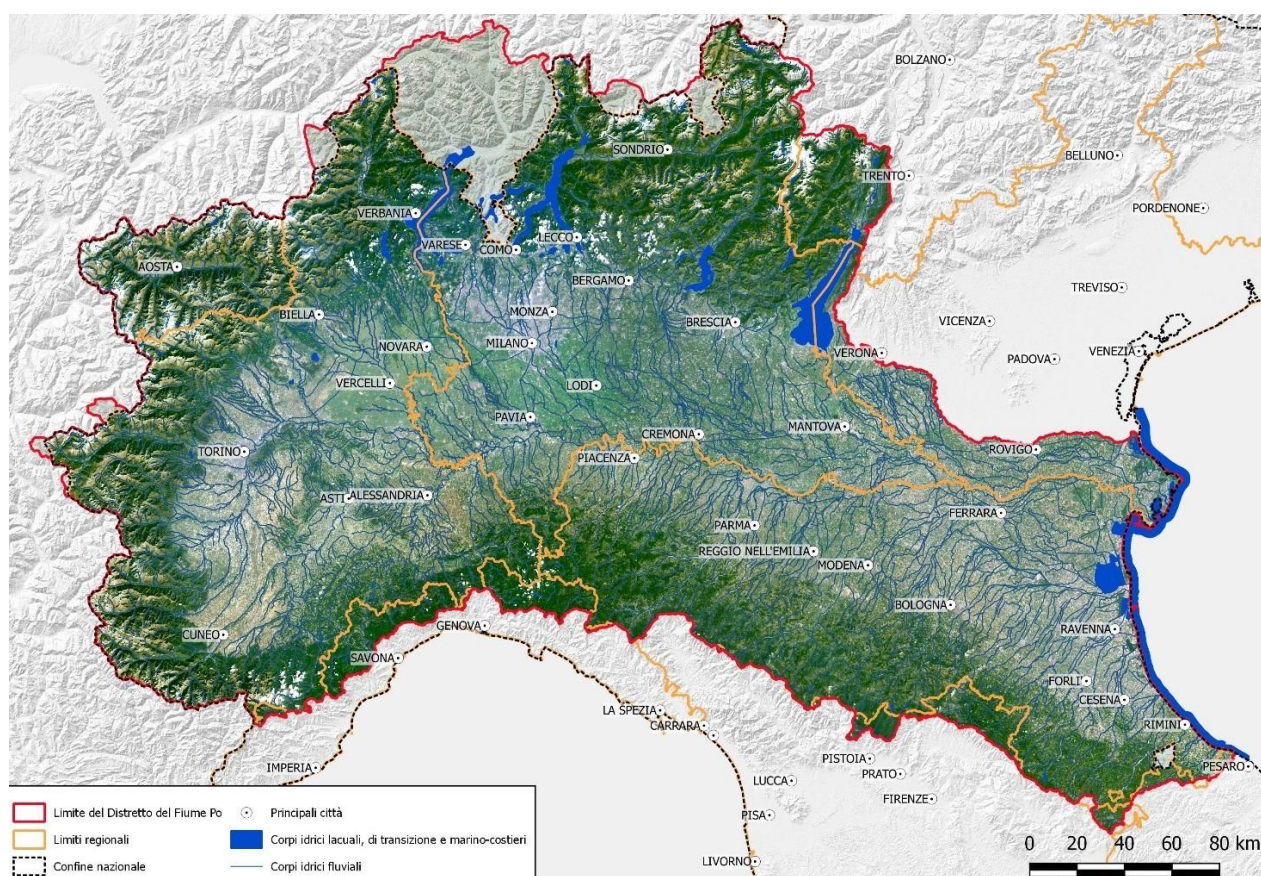 BOLZANO
SONDRIO
BELLUNO
TRENTO
PORDENONE
VERBANIA
VARESE
COMO
LECCO
AOSTA
BERGAMO
TREVISO
BIELLA
MONZA
BRESCIA
VICENZA
NOVARA
MILANO
VERONA
PADOVA
VENEZIA
VERCELLI
LODI
PAVIA
MANTOVA
CREMONA
TORINO
PIACENZA
ROVIGO
ASTI
ALESSANDRIA
FERRARA
PARMA
REGGIO NELL'EMILIA
MODENA
BOLOGNA
CUNEO
GENOVA
RAVENNA
SAVONA
FORLI'
CESENA
LA SPEZIA
CARRARA
RIMINI
IMPERIA
PISTOIA
PESARO
LUCCA
PRATO
FIRENZE
PISA
LIVORNO
Limite del Distretto del Fiume Po
Principali città
Limiti regionali
Corpi idrici lacuali, di transizione e marino-costieri
Confine nazionale
Corpi idrici fluviali
0 20 40 60 80 km